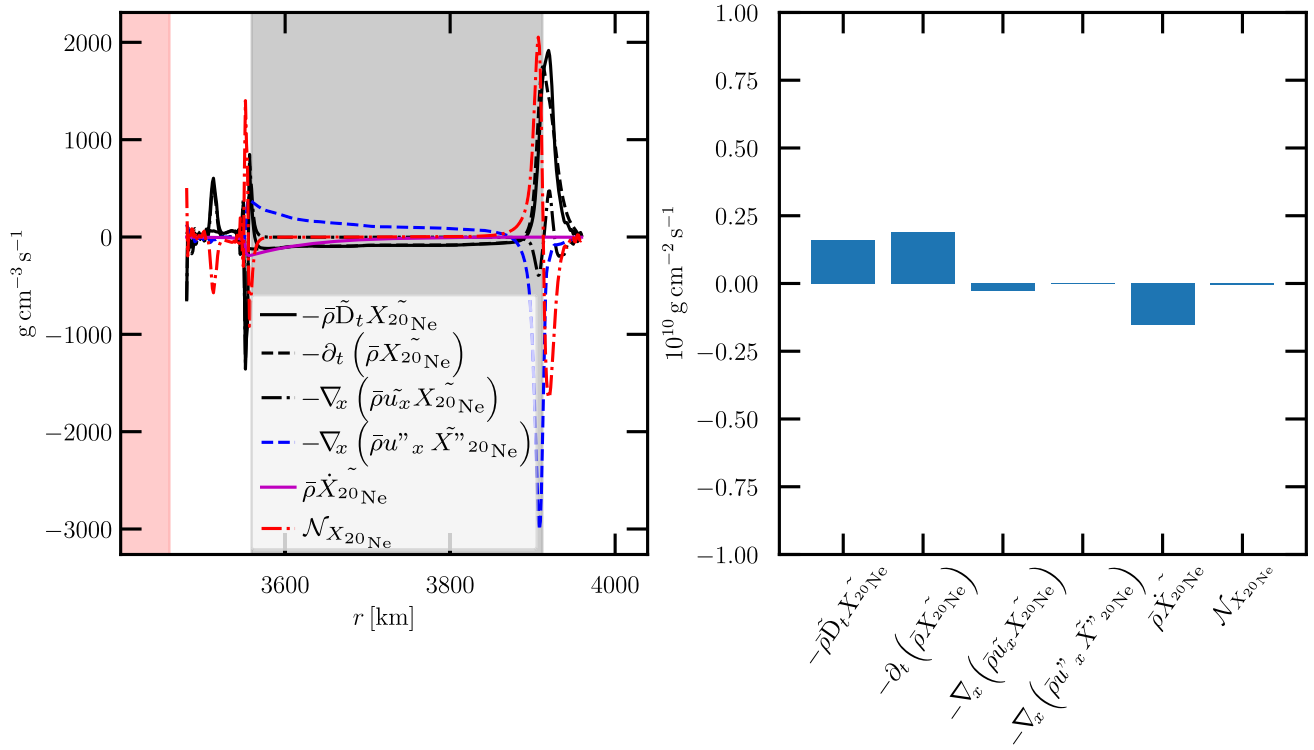 2000
1000
0
−1000
−2000
−3000
g cm⁻³ s⁻¹
−ρ̄D̃ₜX̃₂₀Ne
−∂ₜ (ρ̄X̃₂₀Ne)
−∇ₓ (ρ̄ũₓX̃₂₀Ne)
−∇ₓ (ρ̄u”ₓ X̃”₂₀Ne)
ρ̄Ẋ̃₂₀Ne
𝒩X₂₀Ne
3600
3800
4000
r [km]
1.00
0.75
0.50
0.25
0.00
−0.25
−0.50
−0.75
−1.00
10¹⁰ g cm⁻² s⁻¹
−ρ̄D̃ₜX̃₂₀Ne
−∂ₜ (ρ̄X̃₂₀Ne)
−∇ₓ (ρ̄ũₓX̃₂₀Ne)
−∇ₓ (ρ̄u”ₓ X̃”₂₀Ne)
ρ̄Ẋ̃₂₀Ne
𝒩X₂₀Ne